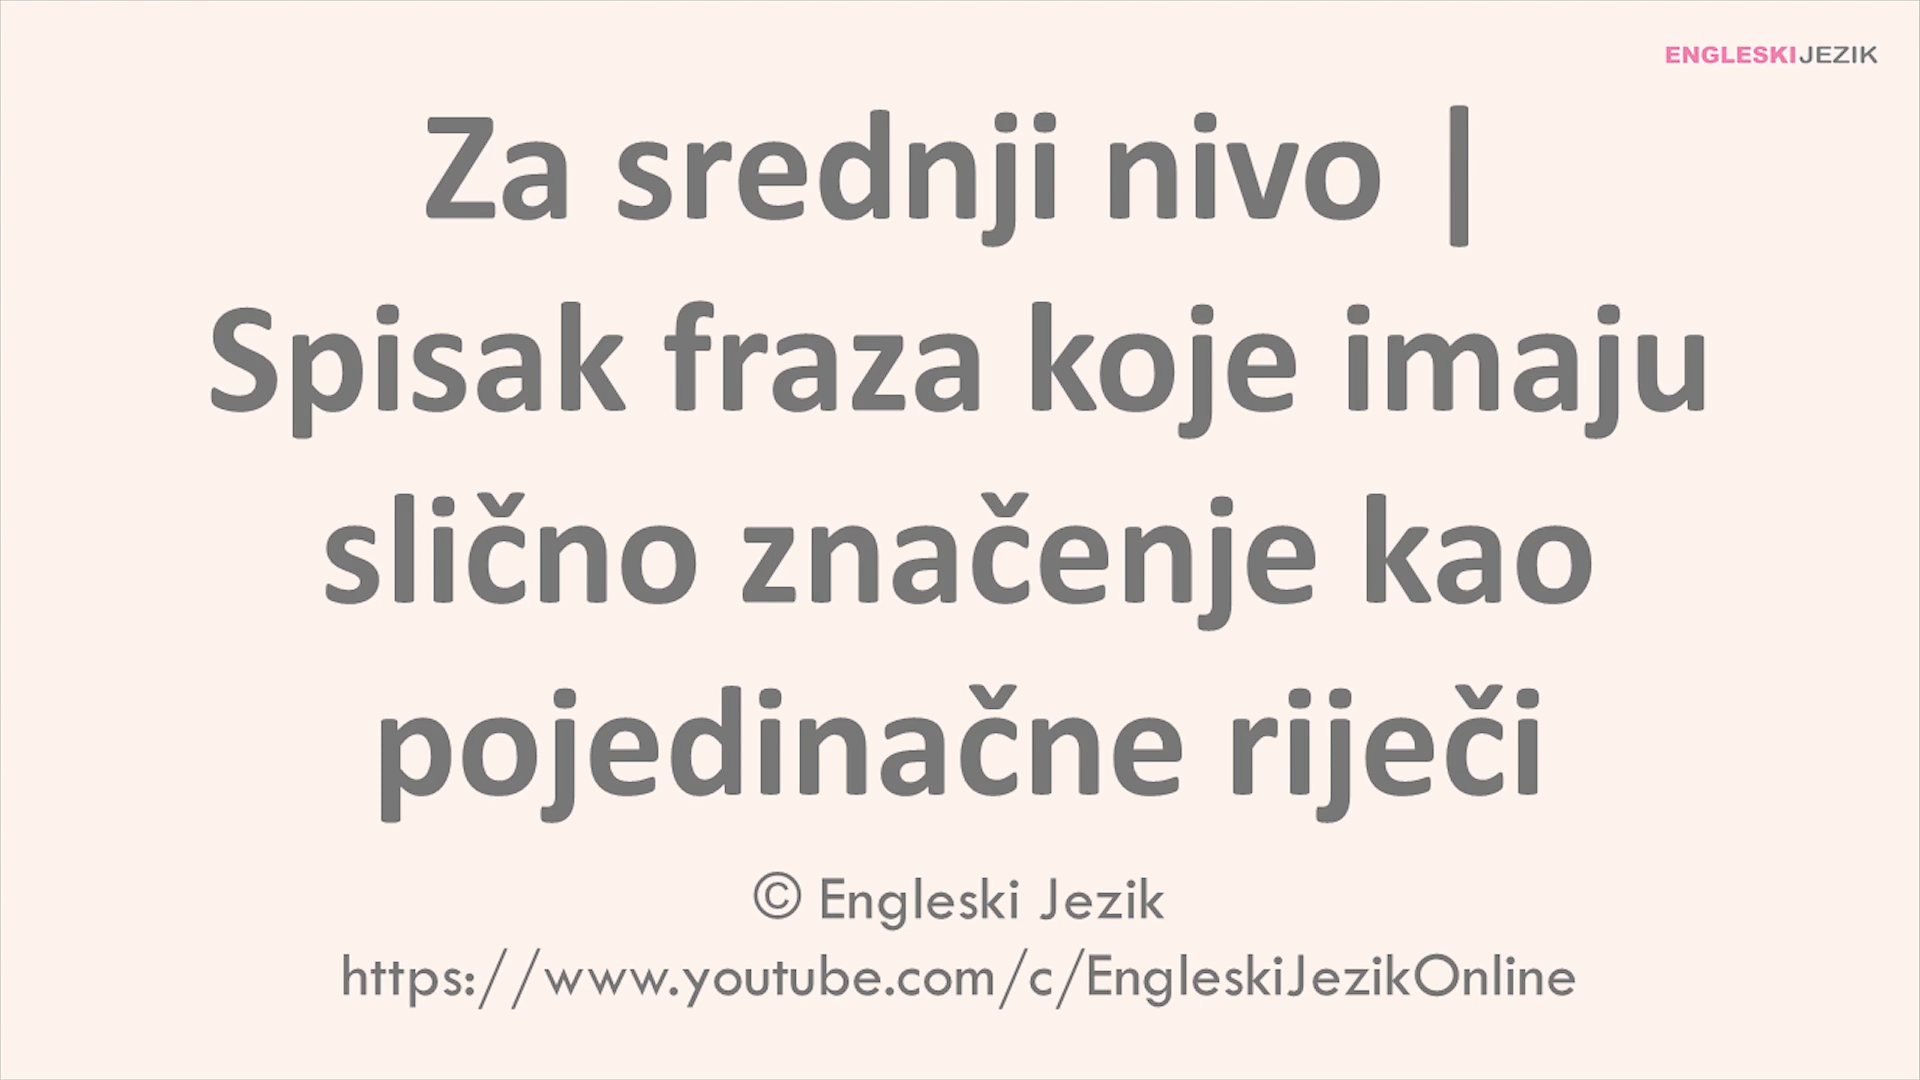 ENGLESKIJEZIK
Za srednji nivo |
Spisak fraza koje imaju
slično značenje kao
pojedinačne riječi
© Engleski Jezik
https://www.youtube.com/c/EngleskiJezikOnline